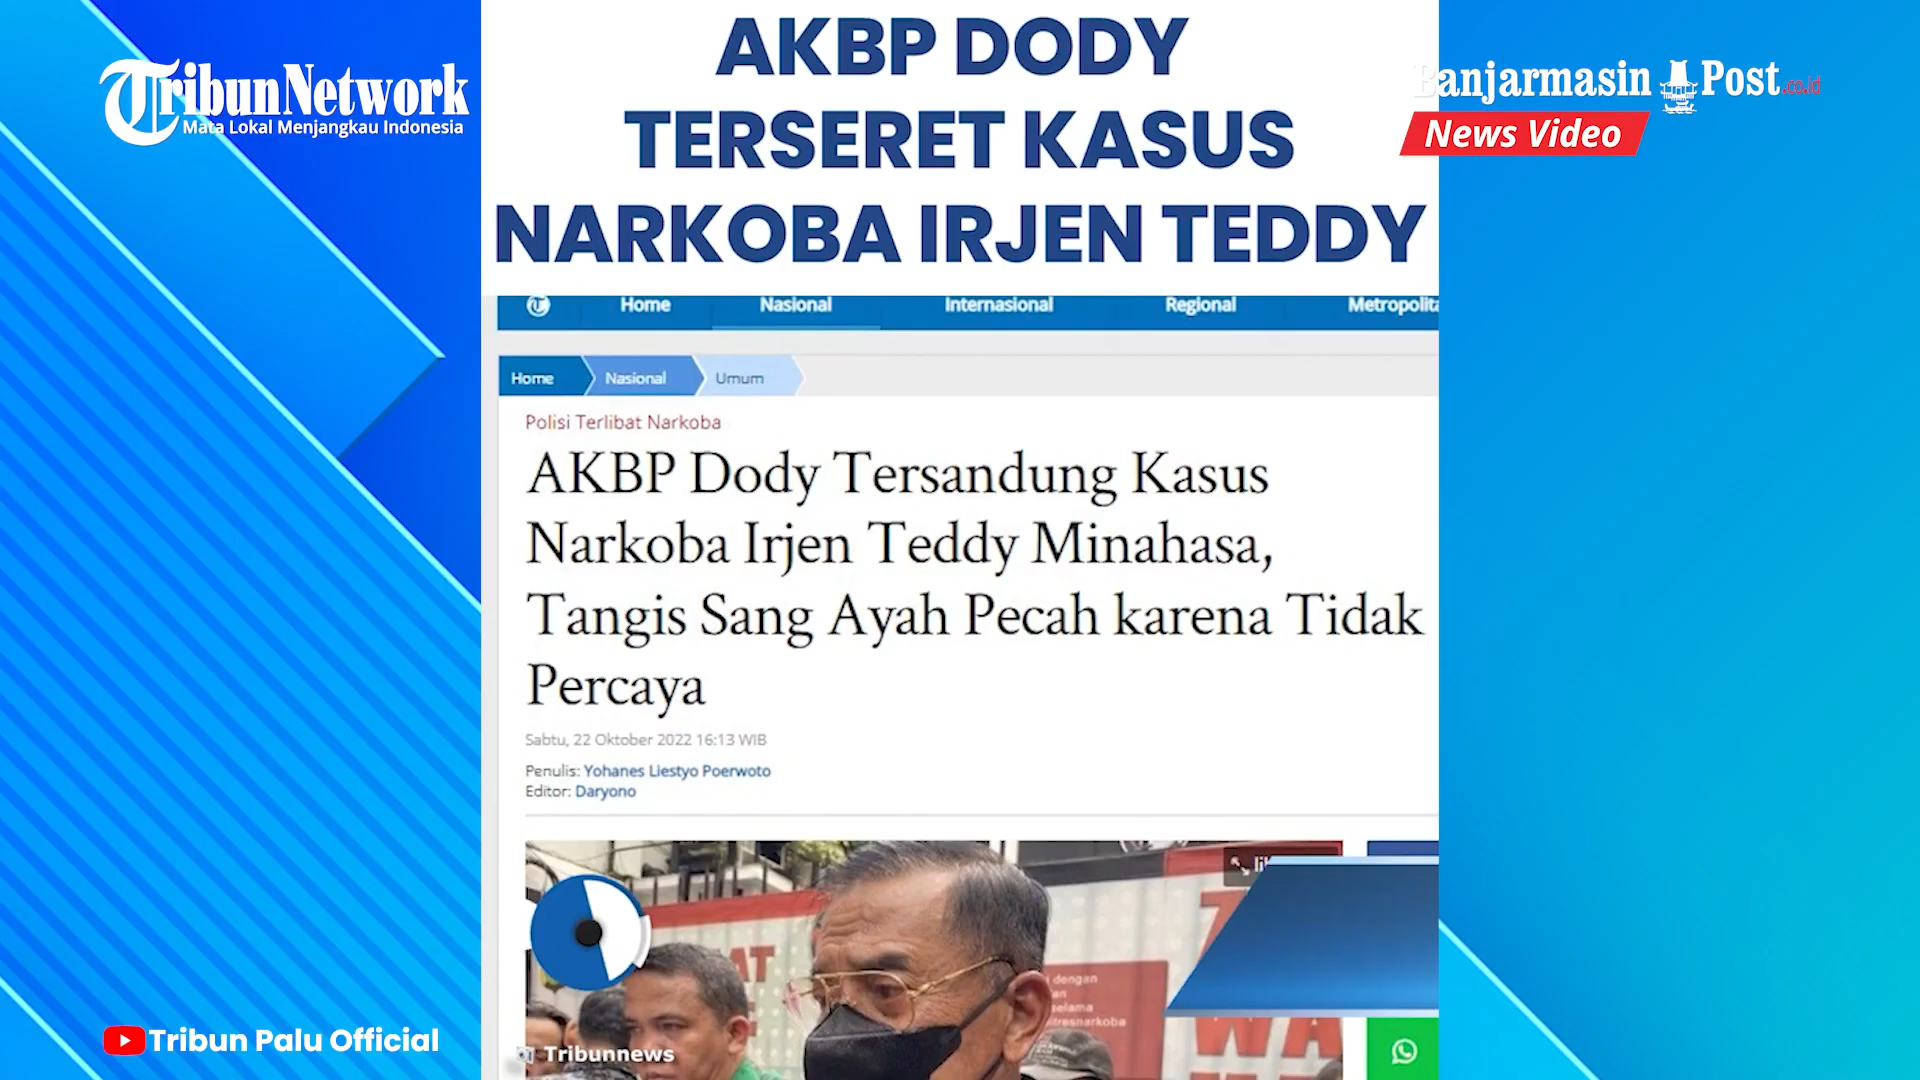 TribunNetwork
Mata Lokal Menjangkau Indonesia
AKBP DODY
TERSERET KASUS
NARKOBA IRJEN TEDDY
Banjarmasin Post.co.id
News Video
Home Nasional Internasional Regional Metropolita
Home Nasional Umum
Polisi Terlibat Narkoba
AKBP Dody Tersandung Kasus
Narkoba Irjen Teddy Minahasa,
Tangis Sang Ayah Pecah karena Tidak
Percaya
Sabtu, 22 Oktober 2022 16:13 WIB
Penulis: Yohanes Liestyo Poerwoto
Editor: Daryono
dengan
Tribunnews
Tribun Palu Official